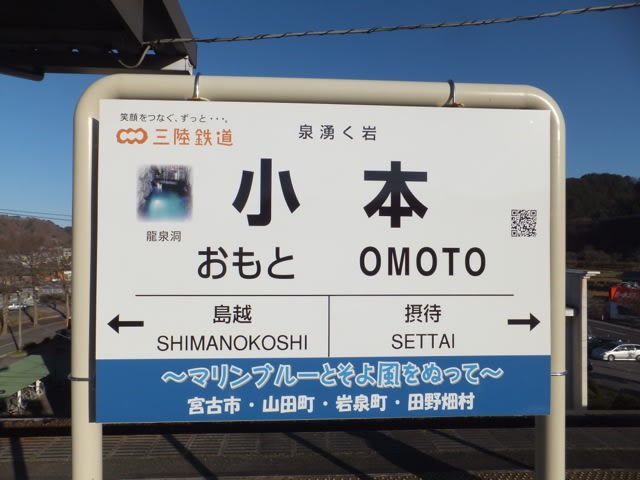 笑顔をつなぐ、ずっと・・・。
三陸鉄道
泉湧く岩
小本
龍泉洞
おもと OMOTO
島越 摂待
SHIMANOKOSHI SETTAI
～マリンブルーとそよ風をぬって～
宮古市・山田町・岩泉町・田野畑村